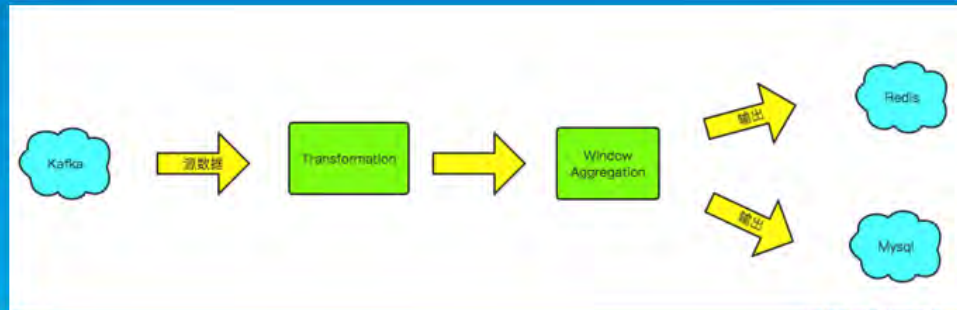 Kafka
源数据
Transformation
Window
Aggregation
输出
Redis
输出
Mysql